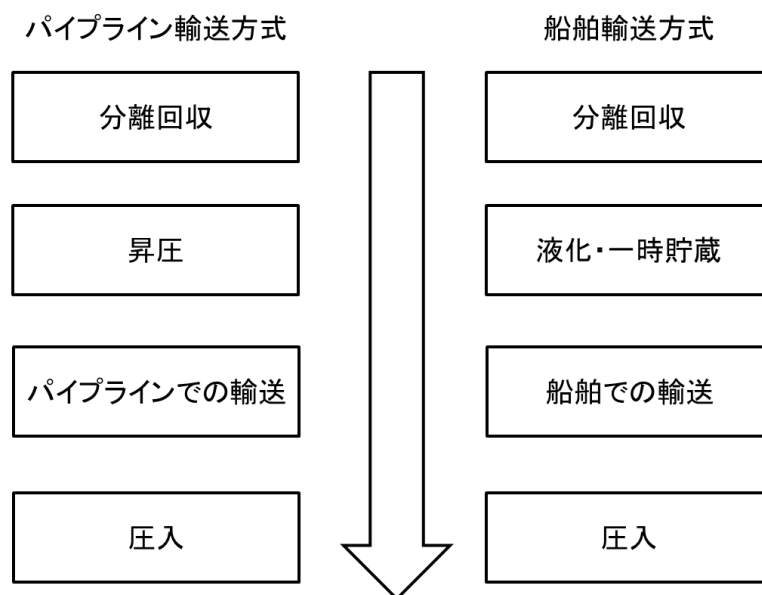 パイプライン輸送方式
船舶輸送方式
分離回収
分離回収
昇圧
液化・一時貯蔵
パイプラインでの輸送
船舶での輸送
圧入
圧入